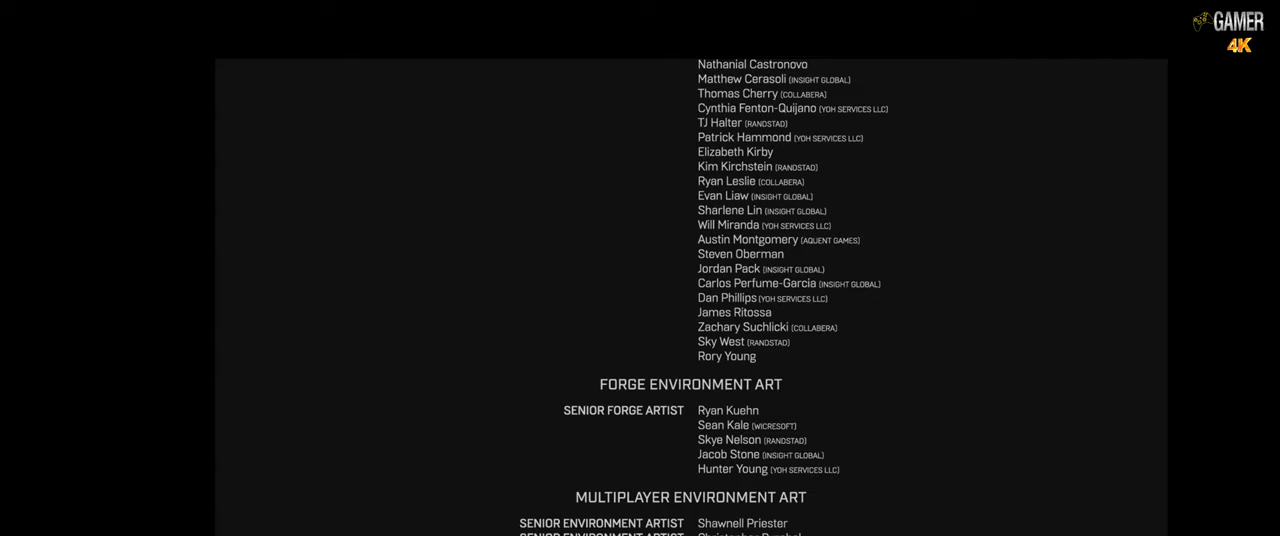 GAMER
4K
Nathanial Castronovo
Matthew Cerasoli (INSIGHT GLOBAL)
Thomas Cherry (COLLABERA)
Cynthia Fenton-Quijano (YOH SERVICES LLC)
TJ Halter (RANDSTAD)
Patrick Hammond (YOH SERVICES LLC)
Elizabeth Kirby
Kim Kirchstein (RANDSTAD)
Ryan Leslie (COLLABERA)
Evan Liaw (INSIGHT GLOBAL)
Sharlene Lin (INSIGHT GLOBAL)
Will Miranda (YOH SERVICES LLC)
Austin Montgomery (AQUENT GAMES)
Steven Oberman
Jordan Pack (INSIGHT GLOBAL)
Carlos Perfume-Garcia (INSIGHT GLOBAL)
Dan Phillips (YOH SERVICES LLC)
James Ritossa
Zachary Suchlicki (COLLABERA)
Sky West (RANDSTAD)
Rory Young
FORGE ENVIRONMENT ART
SENIOR FORGE ARTIST Ryan Kuehn
Sean Kale (WICRESOFT)
Skye Nelson (RANDSTAD)
Jacob Stone (INSIGHT GLOBAL)
Hunter Young (YOH SERVICES LLC)
MULTIPLAYER ENVIRONMENT ART
SENIOR ENVIRONMENT ARTIST Shawnell Priester
SENIOR ENVIRONMENT ARTIST Christopher